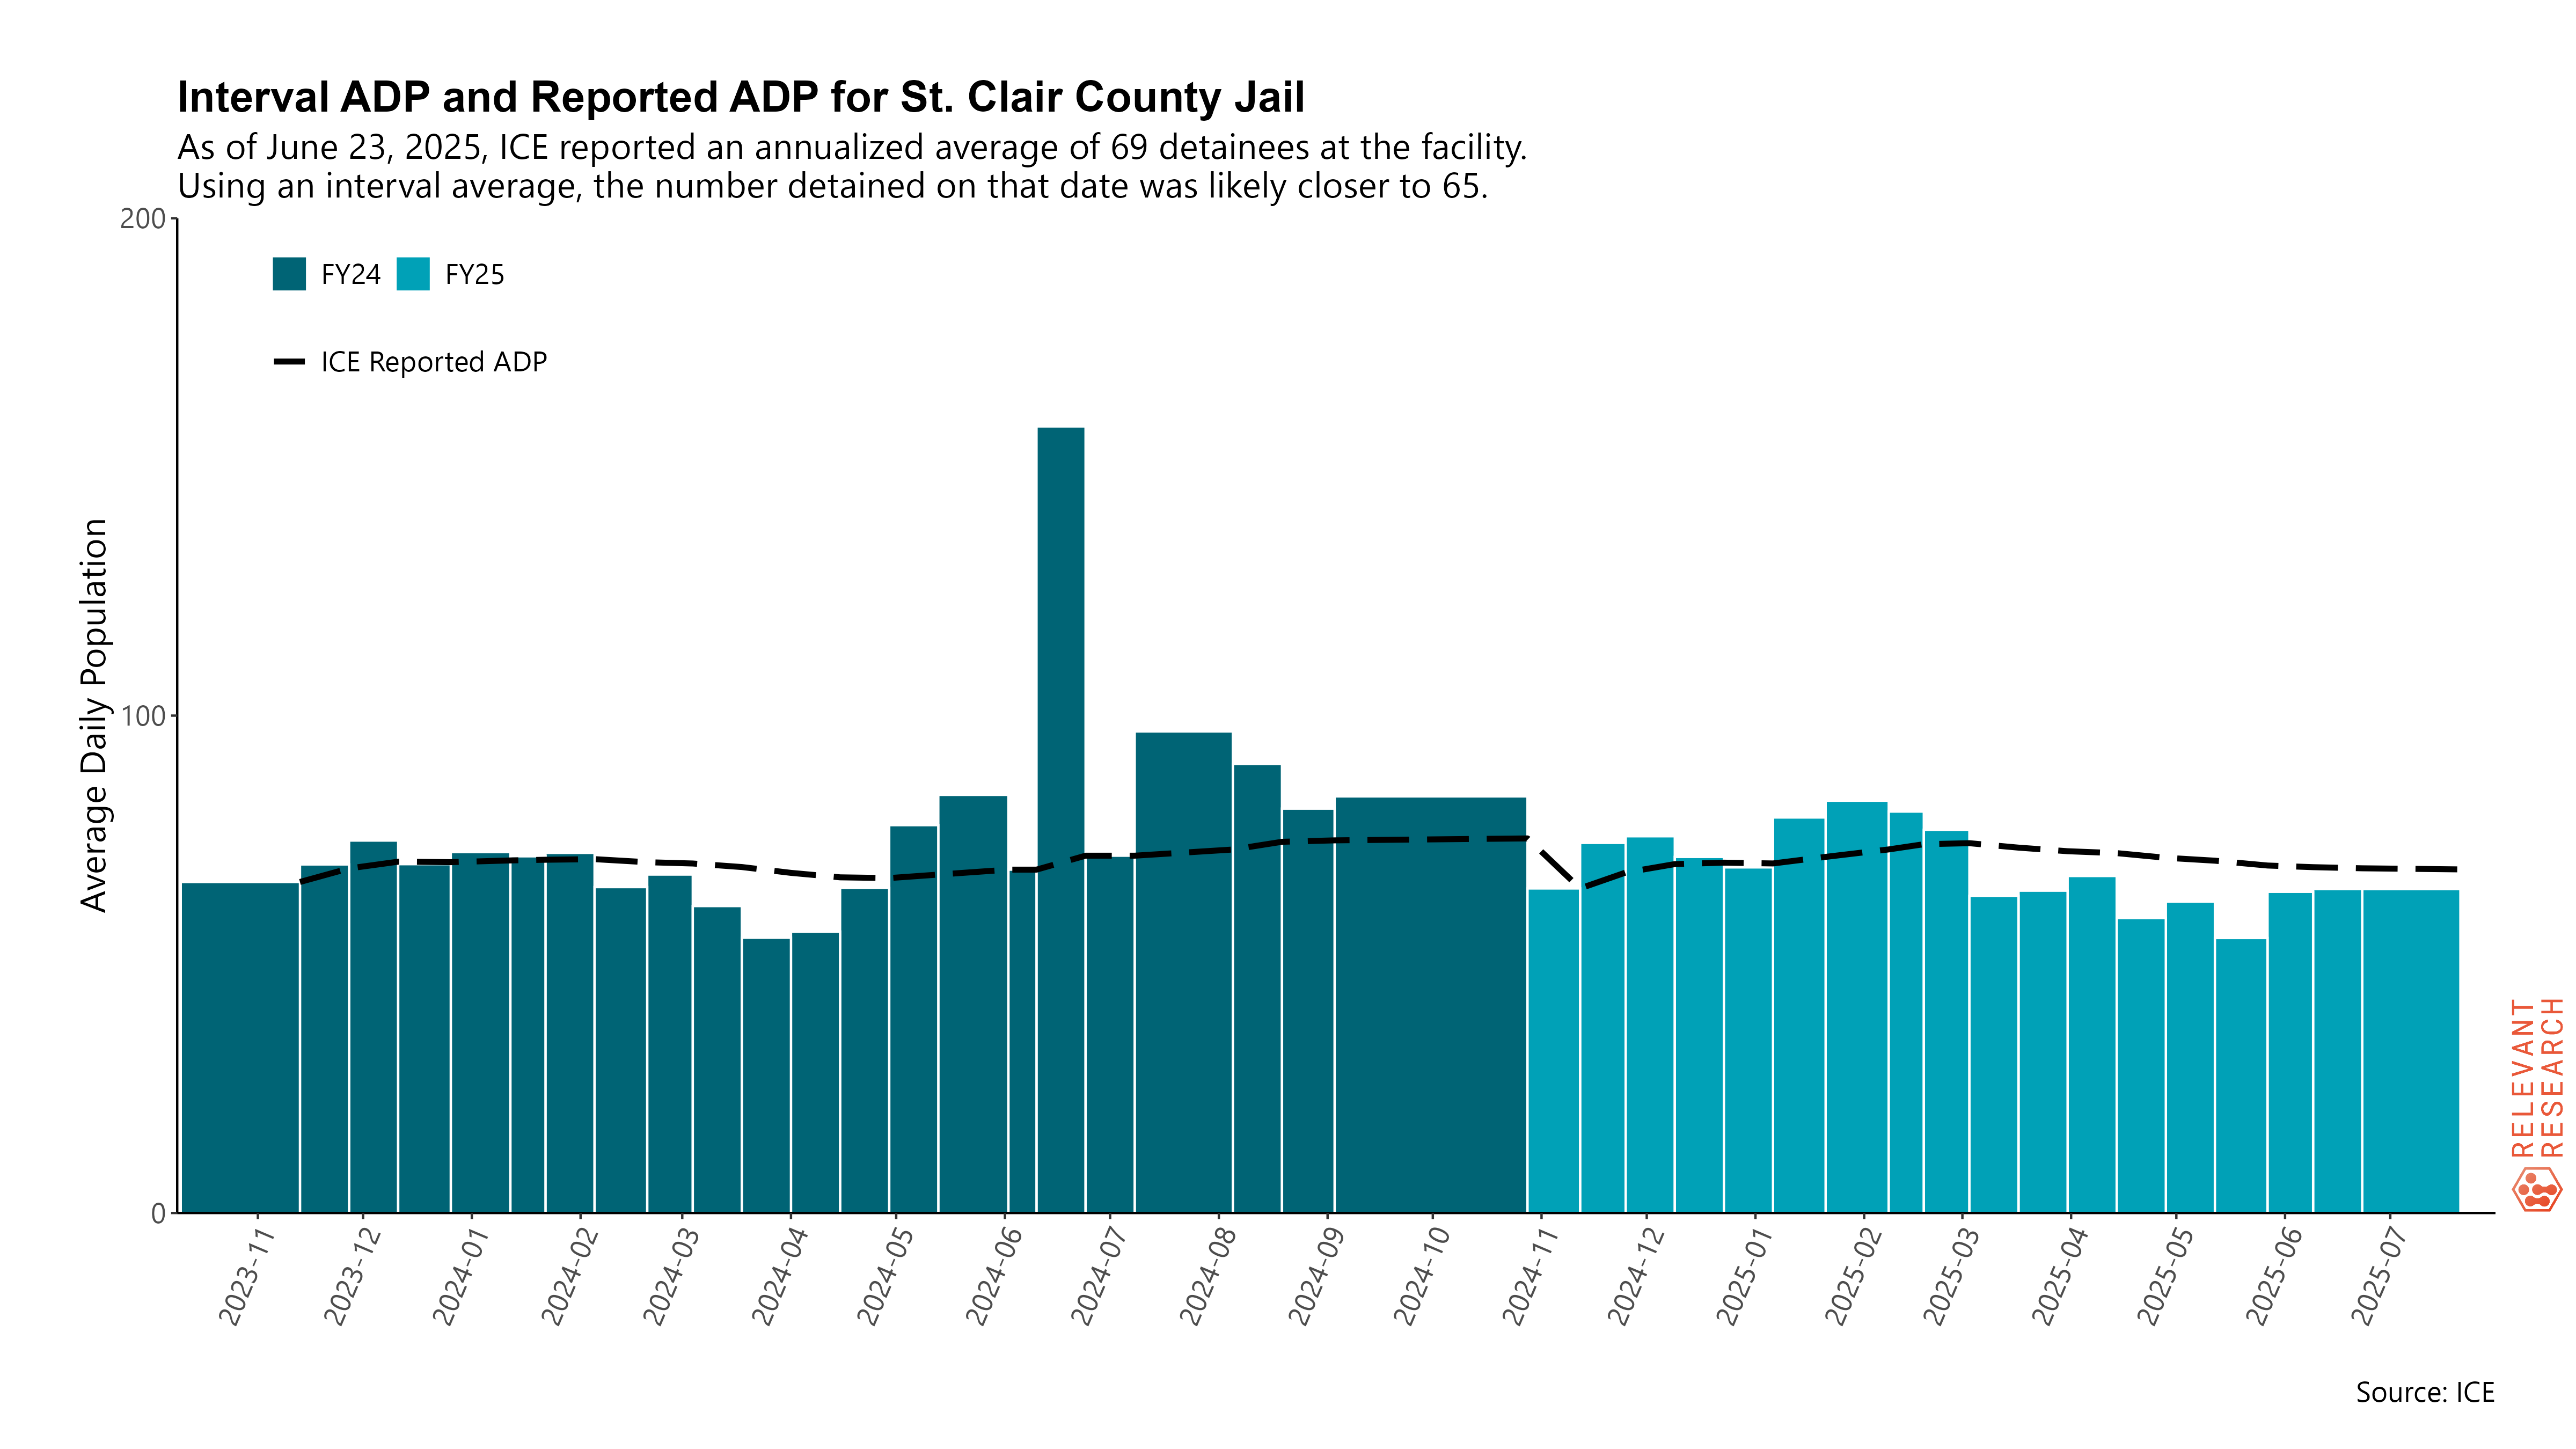 Interval ADP and Reported ADP for St. Clair County Jail
As of June 23, 2025, ICE reported an annualized average of 69 detainees at the facility.
Using an interval average, the number detained on that date was likely closer to 65.
200
FY24 FY25
ICE Reported ADP
Average Daily Population
100
0
2023-11
2023-12
2024-01
2024-02
2024-03
2024-04
2024-05
2024-06
2024-07
2024-08
2024-09
2024-10
2024-11
2024-12
2025-01
2025-02
2025-03
2025-04
2025-05
2025-06
2025-07
RELEVANT
RESEARCH
Source: ICE